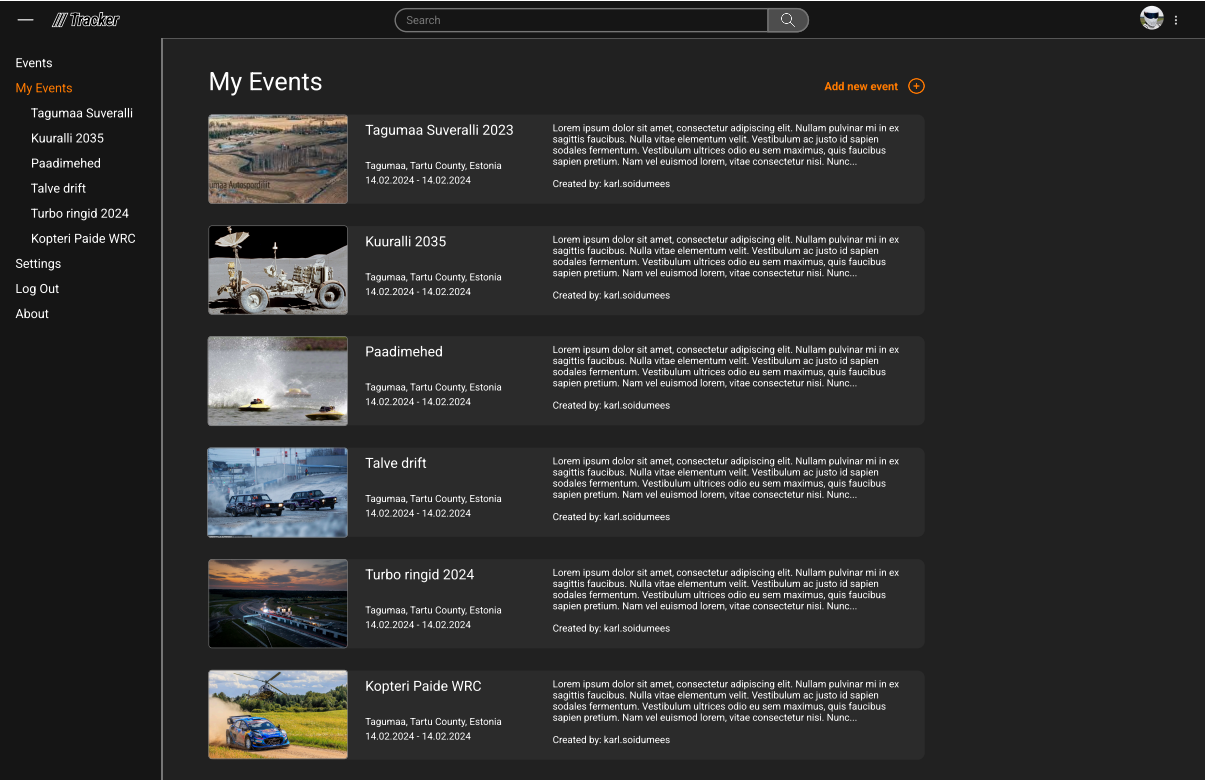 /// Tracker
Search
Events
My Events
Tagumaa Suveralli
Kuuralli 2035
Paadimehed
Talve drift
Turbo ringid 2024
Kopteri Paide WRC
Settings
Log Out
About
My Events
Add new event
umaa Autospordikit
Tagumaa Suveralli 2023
Tagumaa, Tartu County, Estonia
14.02.2024 - 14.02.2024
Lorem ipsum dolor sit amet, consectetur adipiscing elit. Nullam pulvinar mi in ex
sagittis faucibus. Nulla vitae elementum velit. Vestibulum ac justo id sapien
sodales fermentum. Vestibulum ultrices odio eu sem maximus, quis faucibus
sapien pretium. Nam vel euismod lorem, vitae consectetur nisi. Nunc...
Created by: karl.soidumees
Kuuralli 2035
Tagumaa, Tartu County, Estonia
14.02.2024 - 14.02.2024
Lorem ipsum dolor sit amet, consectetur adipiscing elit. Nullam pulvinar mi in ex
sagittis faucibus. Nulla vitae elementum velit. Vestibulum ac justo id sapien
sodales fermentum. Vestibulum ultrices odio eu sem maximus, quis faucibus
sapien pretium. Nam vel euismod lorem, vitae consectetur nisi. Nunc...
Created by: karl.soidumees
Paadimehed
Tagumaa, Tartu County, Estonia
14.02.2024 - 14.02.2024
Lorem ipsum dolor sit amet, consectetur adipiscing elit. Nullam pulvinar mi in ex
sagittis faucibus. Nulla vitae elementum velit. Vestibulum ac justo id sapien
sodales fermentum. Vestibulum ultrices odio eu sem maximus, quis faucibus
sapien pretium. Nam vel euismod lorem, vitae consectetur nisi. Nunc...
Created by: karl.soidumees
Talve drift
Tagumaa, Tartu County, Estonia
14.02.2024 - 14.02.2024
Lorem ipsum dolor sit amet, consectetur adipiscing elit. Nullam pulvinar mi in ex
sagittis faucibus. Nulla vitae elementum velit. Vestibulum ac justo id sapien
sodales fermentum. Vestibulum ultrices odio eu sem maximus, quis faucibus
sapien pretium. Nam vel euismod lorem, vitae consectetur nisi. Nunc...
Created by: karl.soidumees
Turbo ringid 2024
Tagumaa, Tartu County, Estonia
14.02.2024 - 14.02.2024
Lorem ipsum dolor sit amet, consectetur adipiscing elit. Nullam pulvinar mi in ex
sagittis faucibus. Nulla vitae elementum velit. Vestibulum ac justo id sapien
sodales fermentum. Vestibulum ultrices odio eu sem maximus, quis faucibus
sapien pretium. Nam vel euismod lorem, vitae consectetur nisi. Nunc...
Created by: karl.soidumees
Kopteri Paide WRC
Tagumaa, Tartu County, Estonia
14.02.2024 - 14.02.2024
Lorem ipsum dolor sit amet, consectetur adipiscing elit. Nullam pulvinar mi in ex
sagittis faucibus. Nulla vitae elementum velit. Vestibulum ac justo id sapien
sodales fermentum. Vestibulum ultrices odio eu sem maximus, quis faucibus
sapien pretium. Nam vel euismod lorem, vitae consectetur nisi. Nunc...
Created by: karl.soidumees